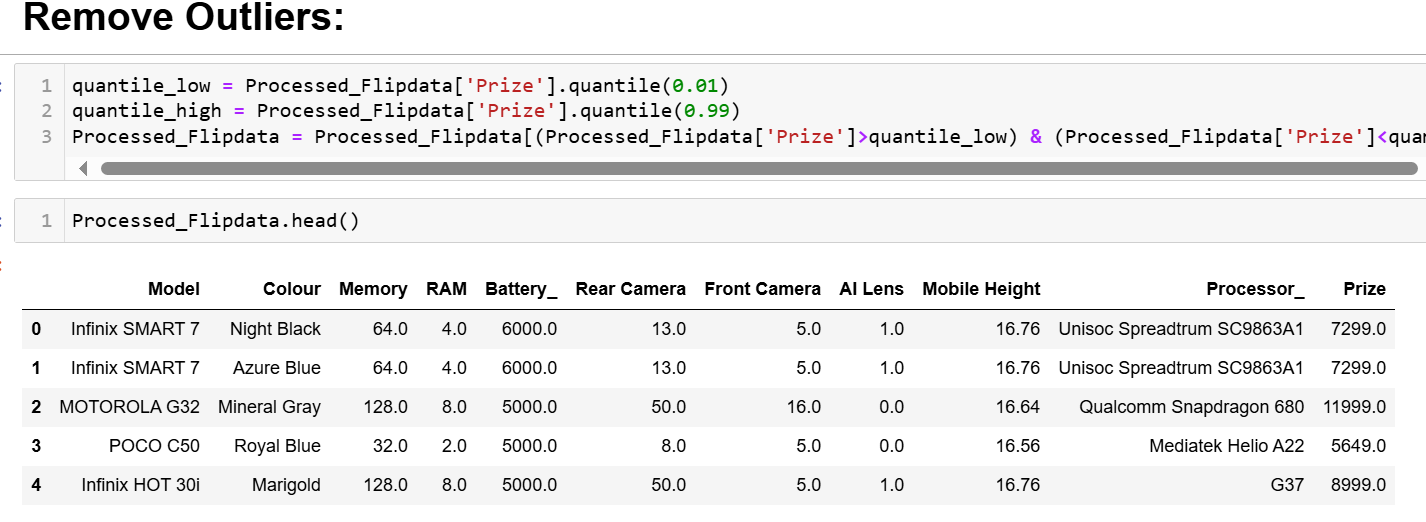 Remove Outliers:
1 quantile_low = Processed_Flipdata['Prize'].quantile(0.01)
2 quantile_high = Processed_Flipdata['Prize'].quantile(0.99)
3 Processed_Flipdata = Processed_Flipdata[(Processed_Flipdata['Prize']>quantile_low) & (Processed_Flipdata['Prize']<quan
1 Processed_Flipdata.head()
Model Colour Memory RAM Battery_ Rear Camera Front Camera AI Lens Mobile Height Processor_ Prize
0 Infinix SMART 7 Night Black 64.0 4.0 6000.0 13.0 5.0 1.0 16.76 Unisoc Spreadtrum SC9863A1 7299.0
1 Infinix SMART 7 Azure Blue 64.0 4.0 6000.0 13.0 5.0 1.0 16.76 Unisoc Spreadtrum SC9863A1 7299.0
2 MOTOROLA G32 Mineral Gray 128.0 8.0 5000.0 50.0 16.0 0.0 16.64 Qualcomm Snapdragon 680 11999.0
3 POCO C50 Royal Blue 32.0 2.0 5000.0 8.0 5.0 0.0 16.56 Mediatek Helio A22 5649.0
4 Infinix HOT 30i Marigold 128.0 8.0 5000.0 50.0 5.0 1.0 16.76 G37 8999.0